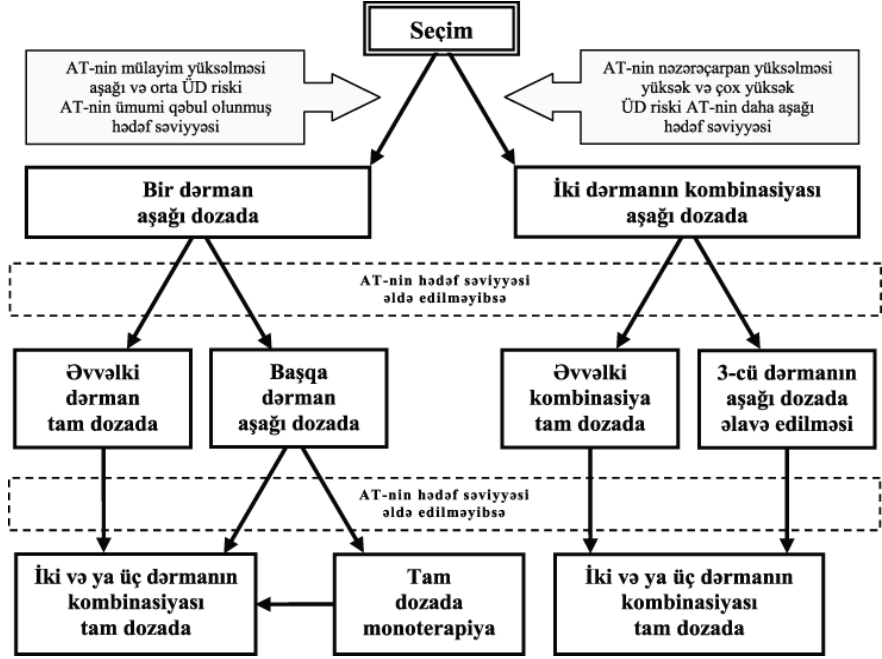 Seçim
AT-nin mülayim yüksəlməsi
aşağı və orta ÜD riski
AT-nin ümumi qəbul olunmuş
hədəf səviyyəsi
AT-nin nəzərəçarpan yüksəlməsi
yüksək və çox yüksək
ÜD riski AT-nin daha aşağı
hədəf səviyyəsi
Bir dərman
aşağı dozada
İki dərmanın kombinasiyası
aşağı dozada
AT-nin hədəf səviyyəsi
əldə edilməyibsə
Əvvəlki
dərman
tam dozada
Başqa
dərman
aşağı dozada
Əvvəlki
kombinasiya
tam dozada
3-cü dərmanın
aşağı dozada
əlavə edilməsi
AT-nin hədəf səviyyəsi
əldə edilməyibsə
İki və ya üç dərmanın
kombinasiyası
tam dozada
Tam
dozada
monoterapiya
İki və ya üç dərmanın
kombinasiyası
tam dozada